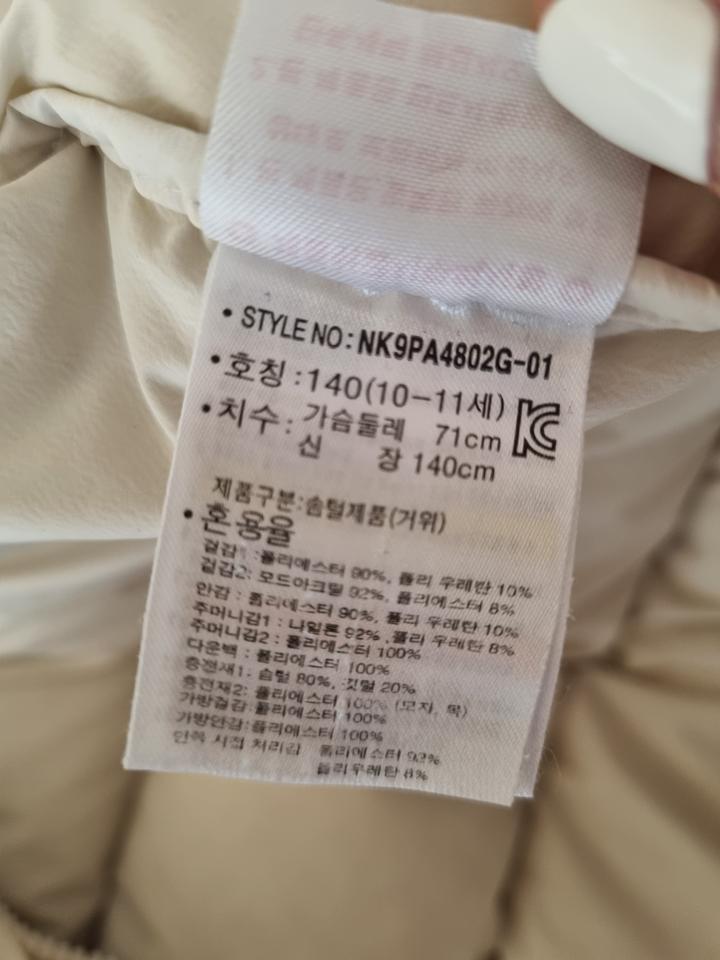 • STYLE NO : NK9PA4802G-01
• 호칭 : 140(10-11세)
• 치수 : 가슴둘레 71cm
신 장 140cm
제품구분:솜털제품(거위)
• 혼용율
겉감1 :폴리에스터 90%, 폴리 우레탄 10%
겉감2: 모드아크릴 92%, 폴리에스터 8%
안감 : 폴리에스터 90%, 폴리 우레탄 10%
주머니감1 : 나일론 92% ,폴리 우레탄 8%
주머니감2 : 폴리에스터 100%
다운백 : 폴리에스터 100%
충전재1: 솜털 80%, 깃털 20%
충전재2: 폴리에스터 100% (모자, 목)
가방겉감:폴리에스터 100%
가방안감:폴리에스터 100%
안쪽 처리감 폴리에스터 92%
폴리우레탄 8%